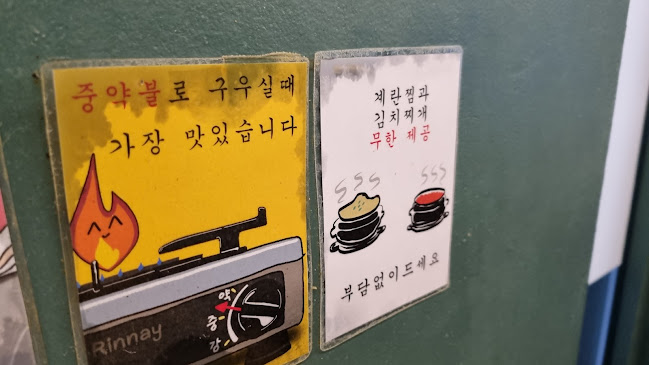 중약불로 구우실때
가장 맛있습니다
약
중
강
Rinnay
계란찜과
김치찌개
무한 제공
부담없이드세요